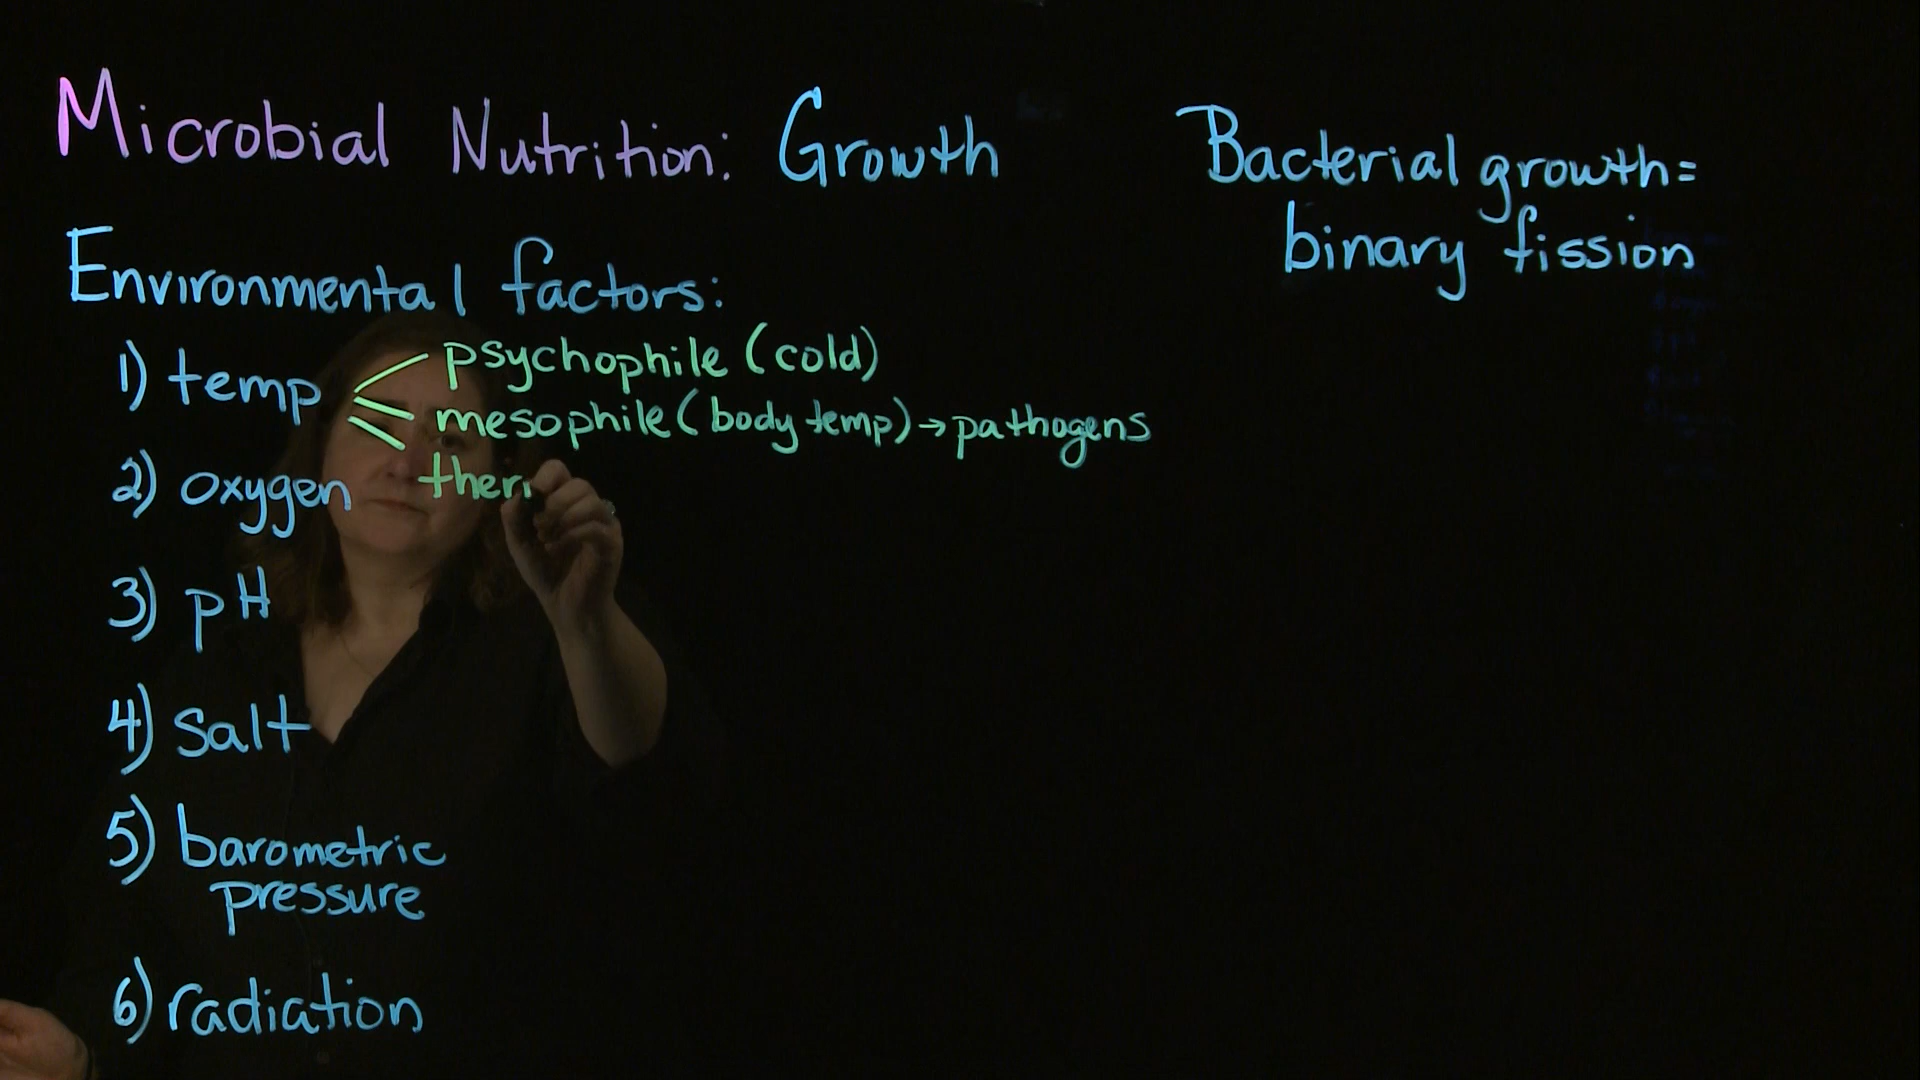 Microbial Nutrition: Growth
Bacterial growth=
binary fission
Environmental factors:
1) temp
psychophile (cold)
mesophile (body temp) → pathogens
ther
2) oxygen
3) pH
4) salt
5) barometric
pressure
6) radiation